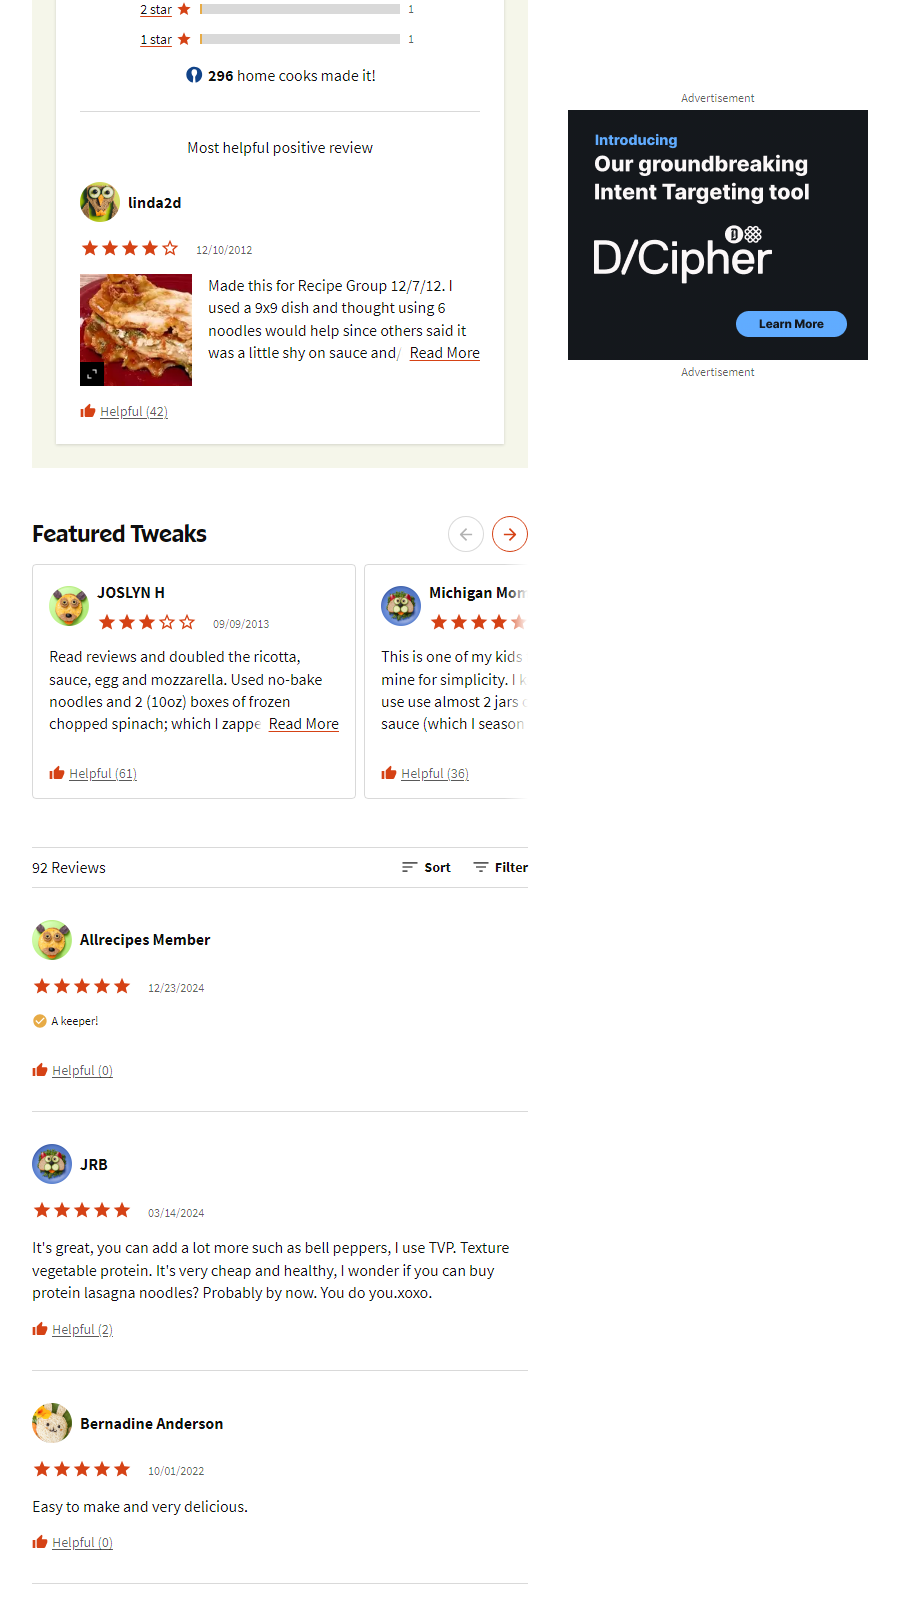 2 star 1
1 star 1
296 home cooks made it!
Most helpful positive review
linda2d
12/10/2012
Made this for Recipe Group 12/7/12. I
used a 9x9 dish and thought using 6
noodles would help since others said it
was a little shy on sauce and/ Read More
Helpful (42)
Advertisement
Introducing
Our groundbreaking
Intent Targeting tool
D/Cipher
Learn More
Advertisement
Featured Tweaks
JOSLYN H
09/09/2013
Read reviews and doubled the ricotta,
sauce, egg and mozzarella. Used no-bake
noodles and 2 (10oz) boxes of frozen
chopped spinach; which I zappe Read More
Helpful (61)
Michigan Mom
This is one of my kids
mine for simplicity. I k
use use almost 2 jars
sauce (which I season
Helpful (36)
92 Reviews
Sort
Filter
Allrecipes Member
12/23/2024
A keeper!
Helpful (0)
JRB
03/14/2024
It's great, you can add a lot more such as bell peppers, I use TVP. Texture
vegetable protein. It's very cheap and healthy, I wonder if you can buy
protein lasagna noodles? Probably by now. You do you.xoxo.
Helpful (2)
Bernadine Anderson
10/01/2022
Easy to make and very delicious.
Helpful (0)